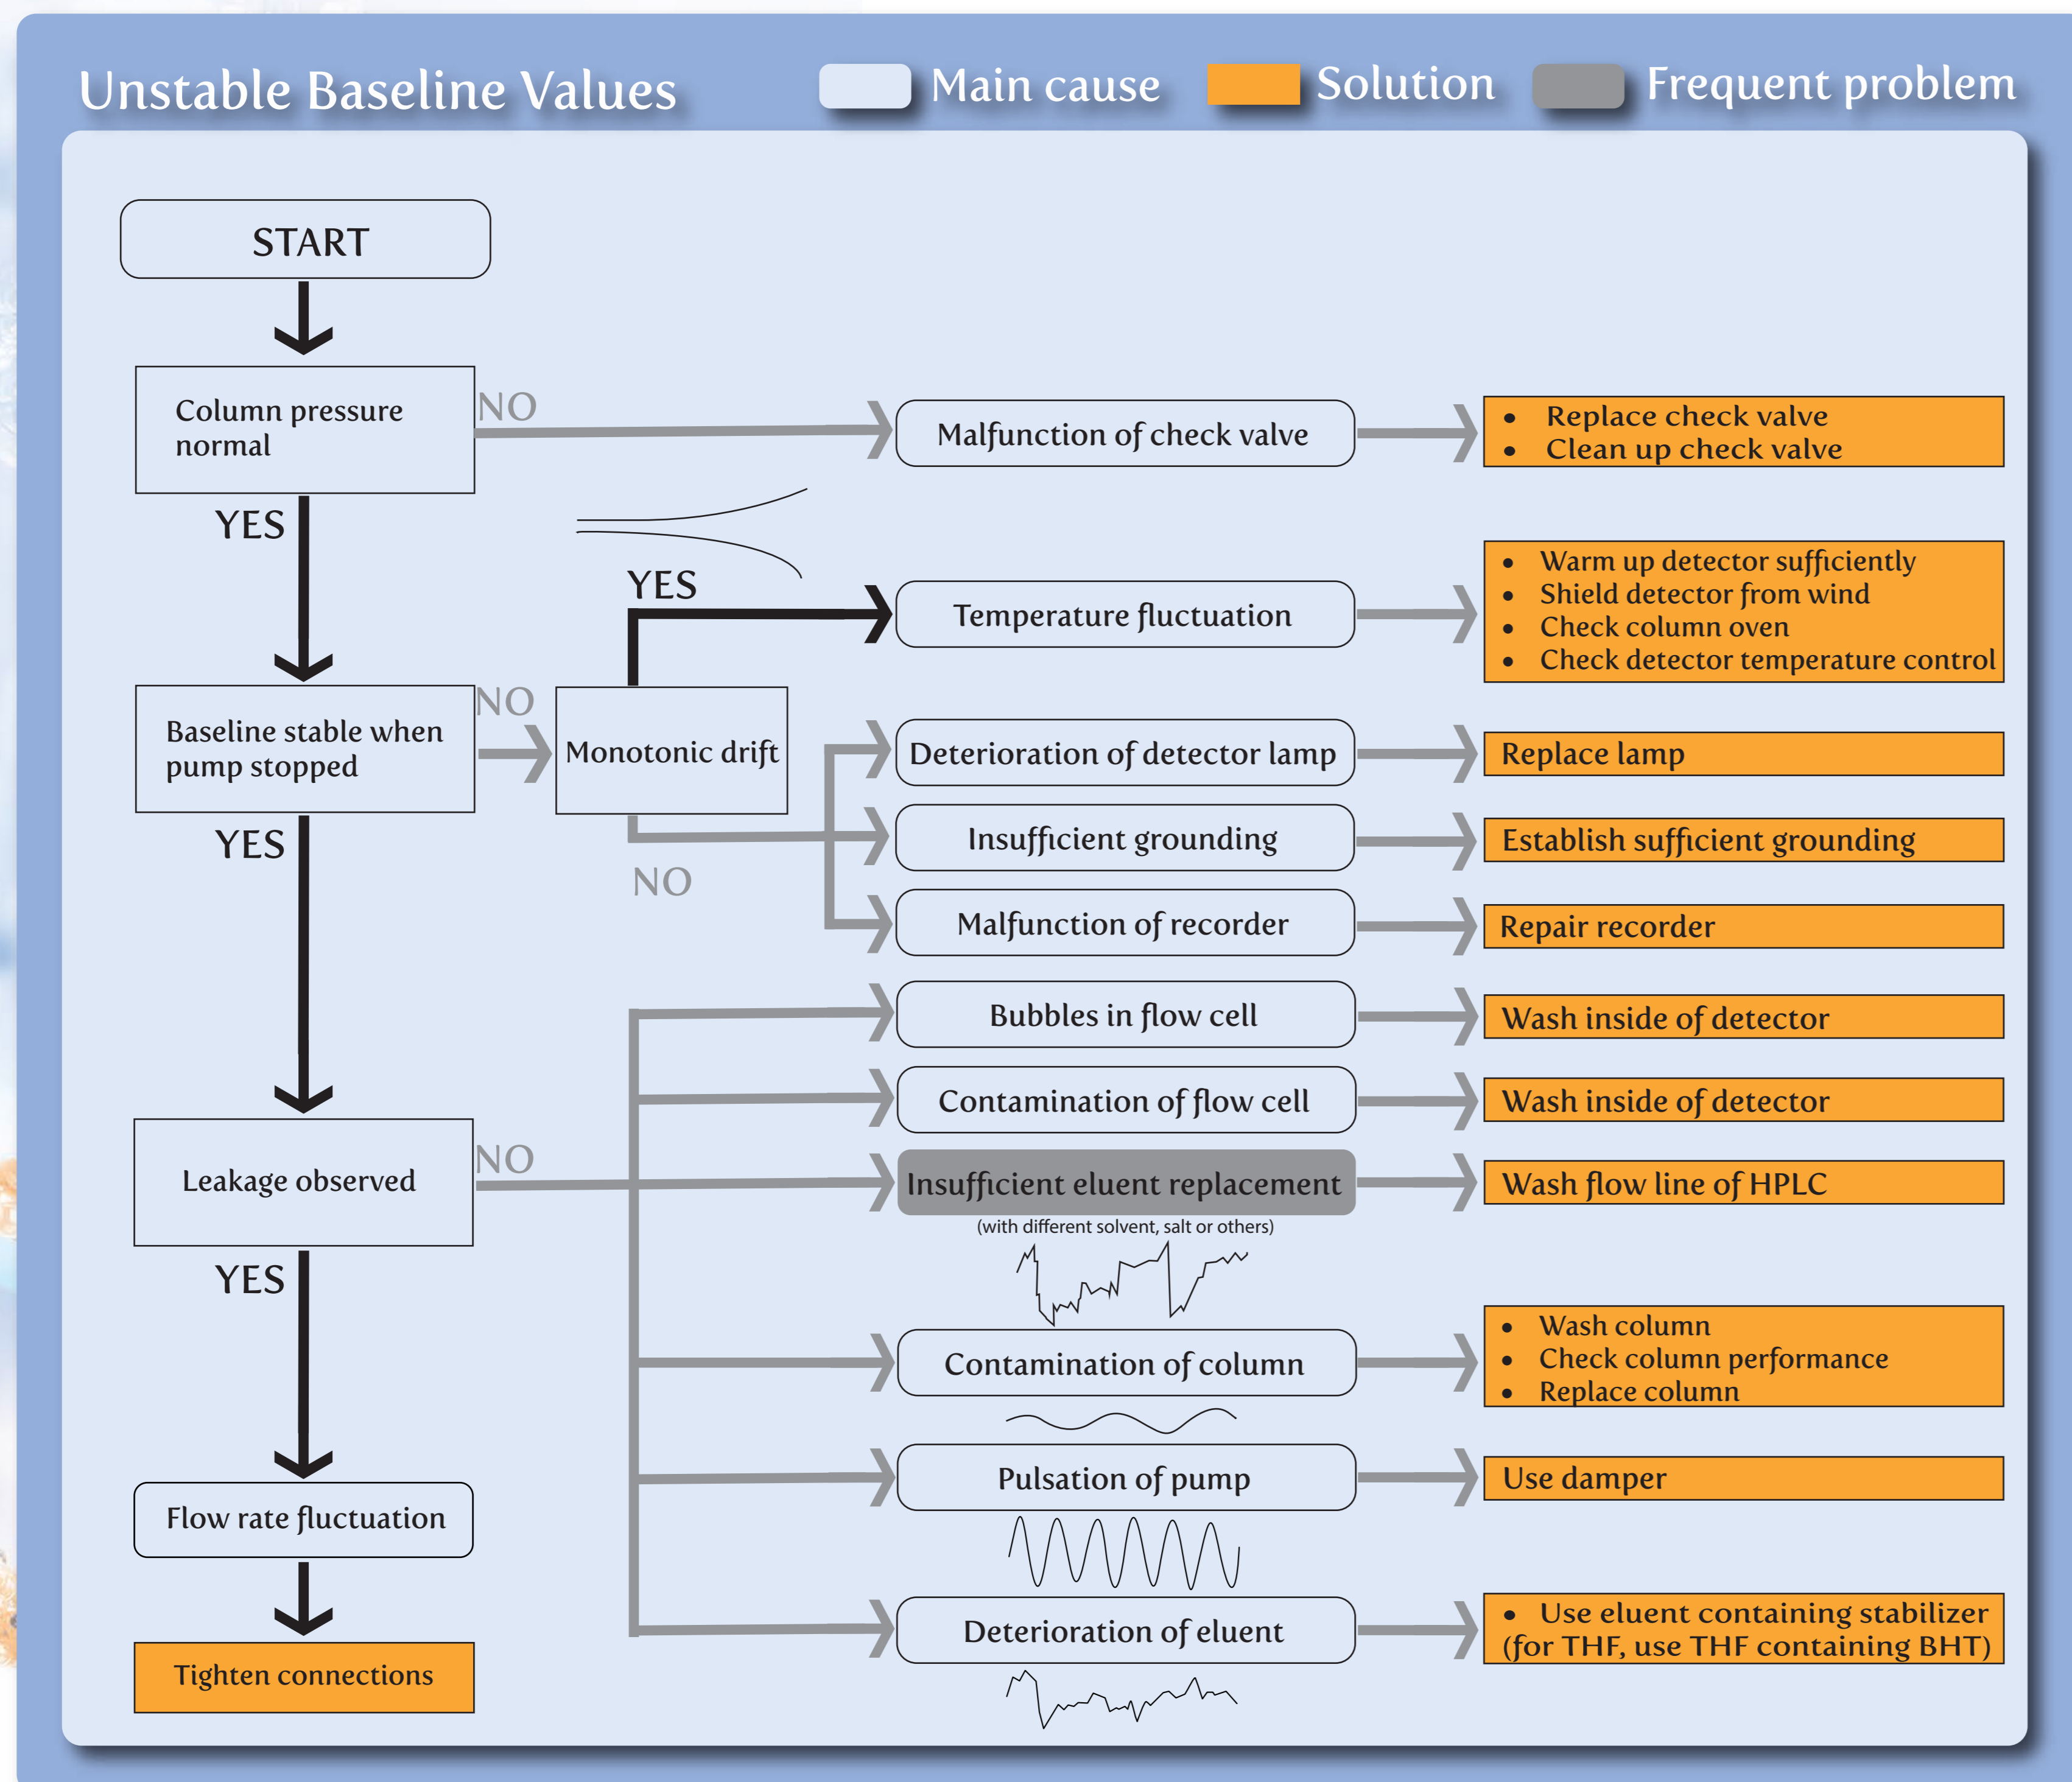 Unstable Baseline Values
Main cause
Solution
Frequent problem
START
Column pressure
normal
NO
Malfunction of check valve
• Replace check valve
• Clean up check valve
YES
YES
Temperature fluctuation
• Warm up detector sufficiently
• Shield detector from wind
• Check column oven
• Check detector temperature control
Baseline stable when
pump stopped
NO
Monotonic drift
Deterioration of detector lamp
Replace lamp
YES
NO
Insufficient grounding
Establish sufficient grounding
Malfunction of recorder
Repair recorder
Bubbles in flow cell
Wash inside of detector
Contamination of flow cell
Wash inside of detector
Leakage observed
NO
Insufficient eluent replacement
(with different solvent, salt or others)
Wash flow line of HPLC
YES
Contamination of column
• Wash column
• Check column performance
• Replace column
Pulsation of pump
Use damper
Flow rate fluctuation
Deterioration of eluent
• Use eluent containing stabilizer
(for THF, use THF containing BHT)
Tighten connections